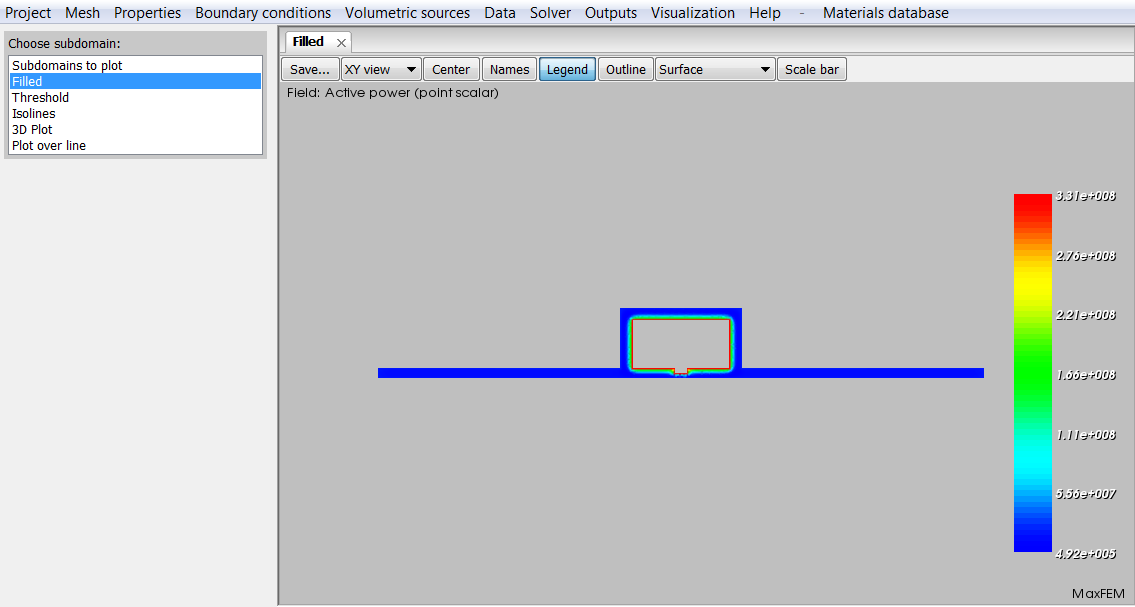 Project Mesh Properties Boundary conditions Volumetric sources Data Solver Outputs Visualization Help - Materials database
Choose subdomain:
Subdomains to plot
Filled
Threshold
Isolines
3D Plot
Plot over line
Filled
Save... XY view Center Names Legend Outline Surface Scale bar
Field: Active power (point scalar)
3.31e+008
2.76e+008
2.21e+008
1.66e+008
1.11e+008
5.56e+007
4.92e+005
MaxFEM